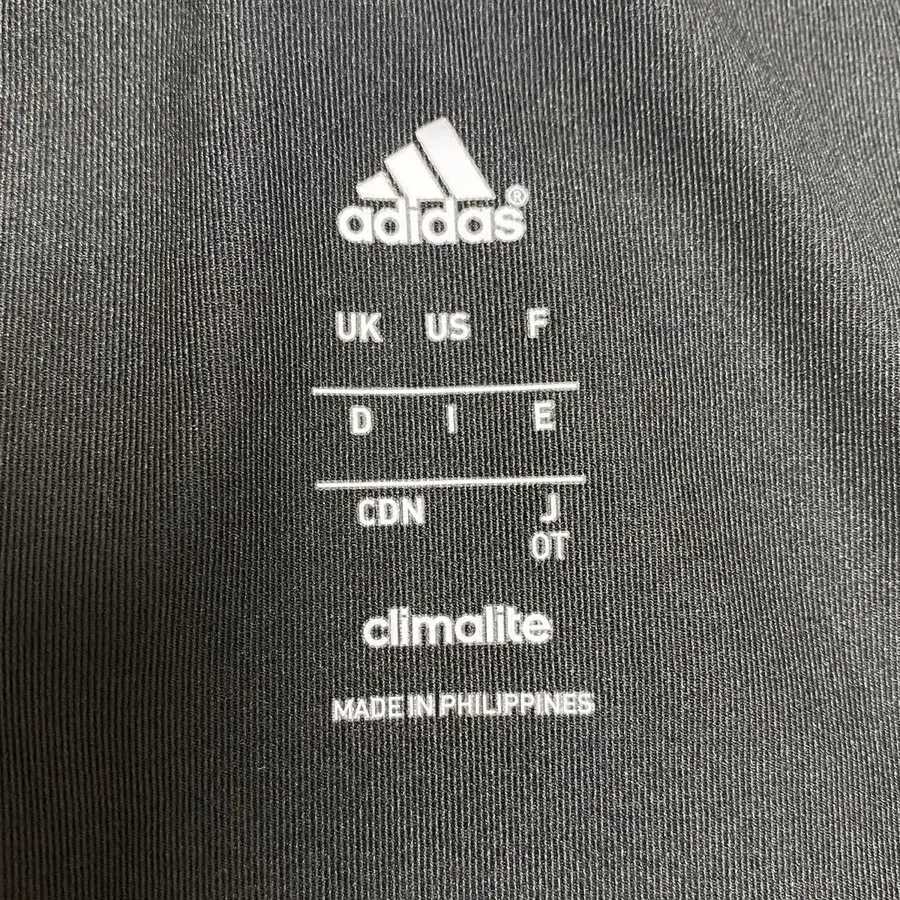 adidas®
UK US F
D I E
CDN J
OT
climalite
MADE IN PHILIPPINES